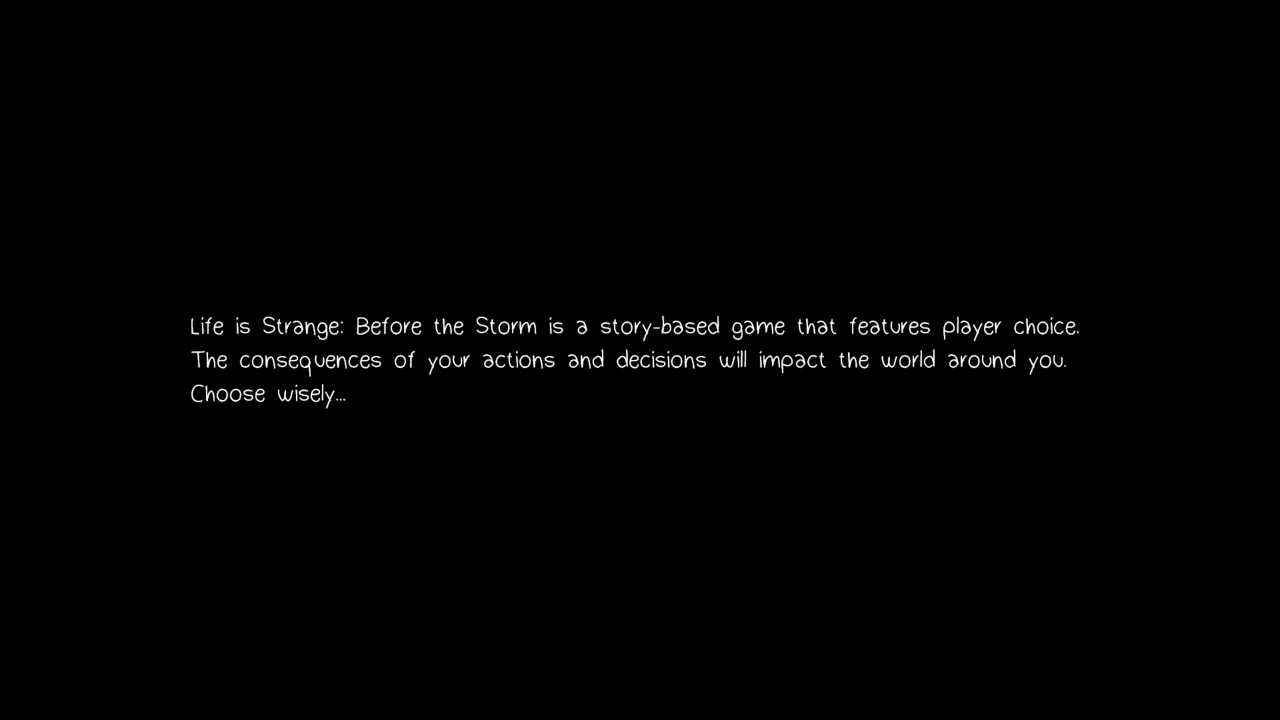 Life is Strange: Before the Storm is a story-based game that features player choice.
The consequences of your actions and decisions will impact the world around you.
Choose wisely...